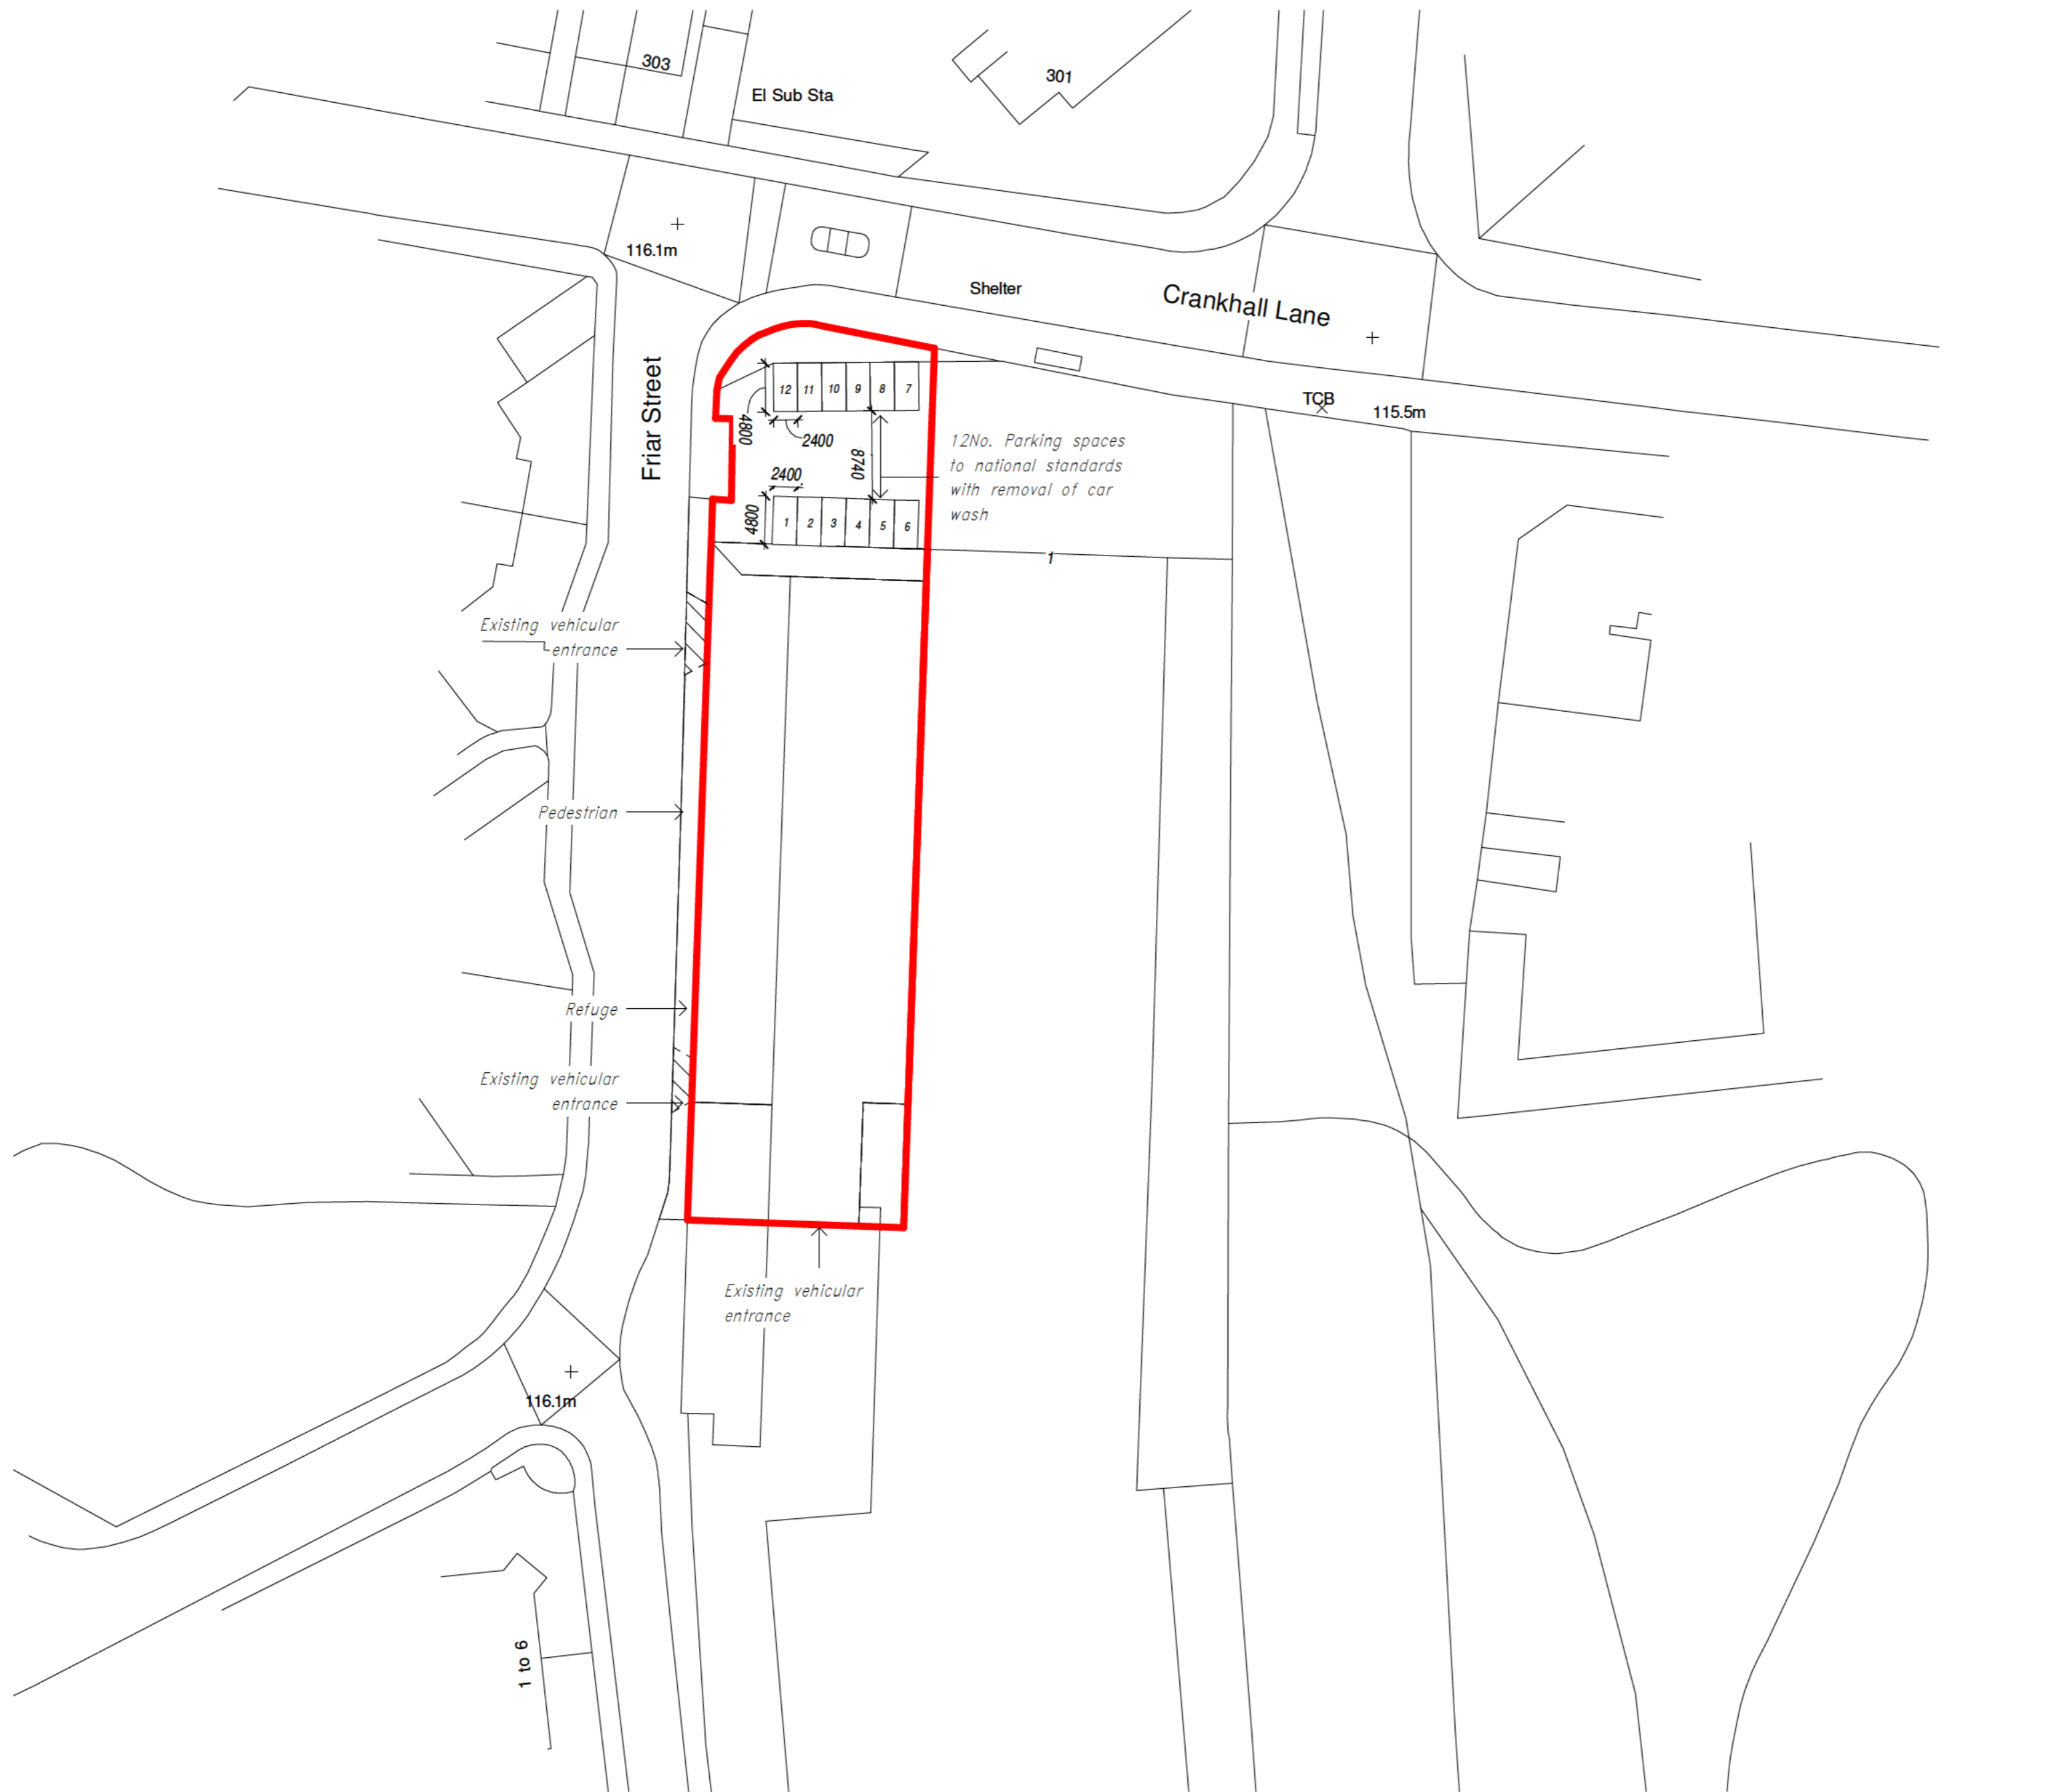 303
El Sub Sta
301
116.1m
Shelter
Crankhall Lane
Friar Street
TCB
115.5m
12 11 10 9 8 7
4800
2400
8740
2400
4800
1 2 3 4 5 6
12No. Parking spaces
to national standards
with removal of car
wash
1
Existing vehicular
entrance
Pedestrian
Refuge
Existing vehicular
entrance
Existing vehicular
entrance
116.1m
1 to 6